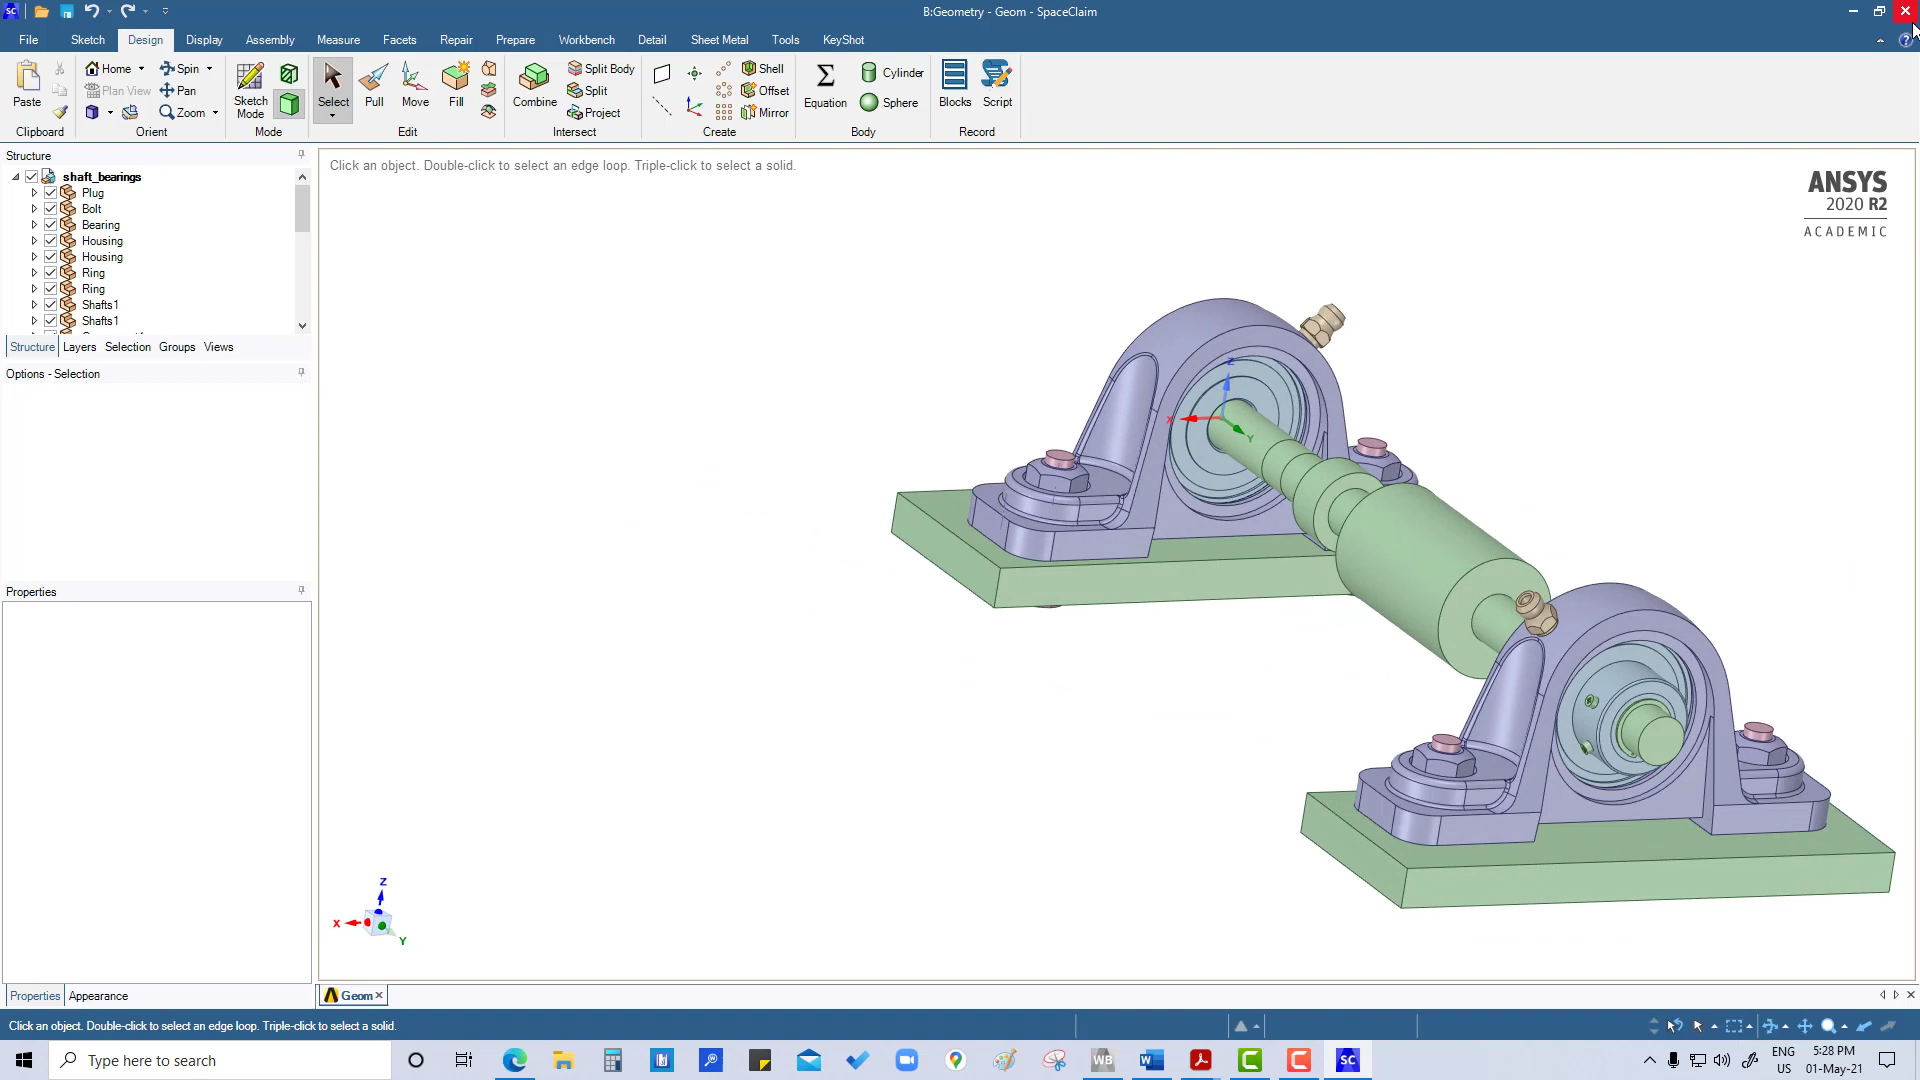 SC
B:Geometry - Geom - SpaceClaim
File Sketch Design Display Assembly Measure Facets Repair Prepare Workbench Detail Sheet Metal Tools KeyShot
Paste
Clipboard
Home
Plan View
Spin
Pan
Zoom
Orient
Sketch
Mode
Mode
Select
Pull
Move
Fill
Edit
Combine
Split Body
Split
Project
Intersect
Shell
Offset
Mirror
Create
Equation
Cylinder
Sphere
Body
Blocks
Script
Record
Structure
shaft_bearings
Plug
Bolt
Bearing
Housing
Housing
Ring
Ring
Shafts1
Shafts1
Structure Layers Selection Groups Views
Options - Selection
Properties
Properties Appearance
Click an object. Double-click to select an edge loop. Triple-click to select a solid.
ANSYS
2020 R2
ACADEMIC
Z
X
Y
Z
X
Y
Geom
Click an object. Double-click to select an edge loop. Triple-click to select a solid.
Type here to search
WB
SC
ENG
US
5:28 PM
01-May-21